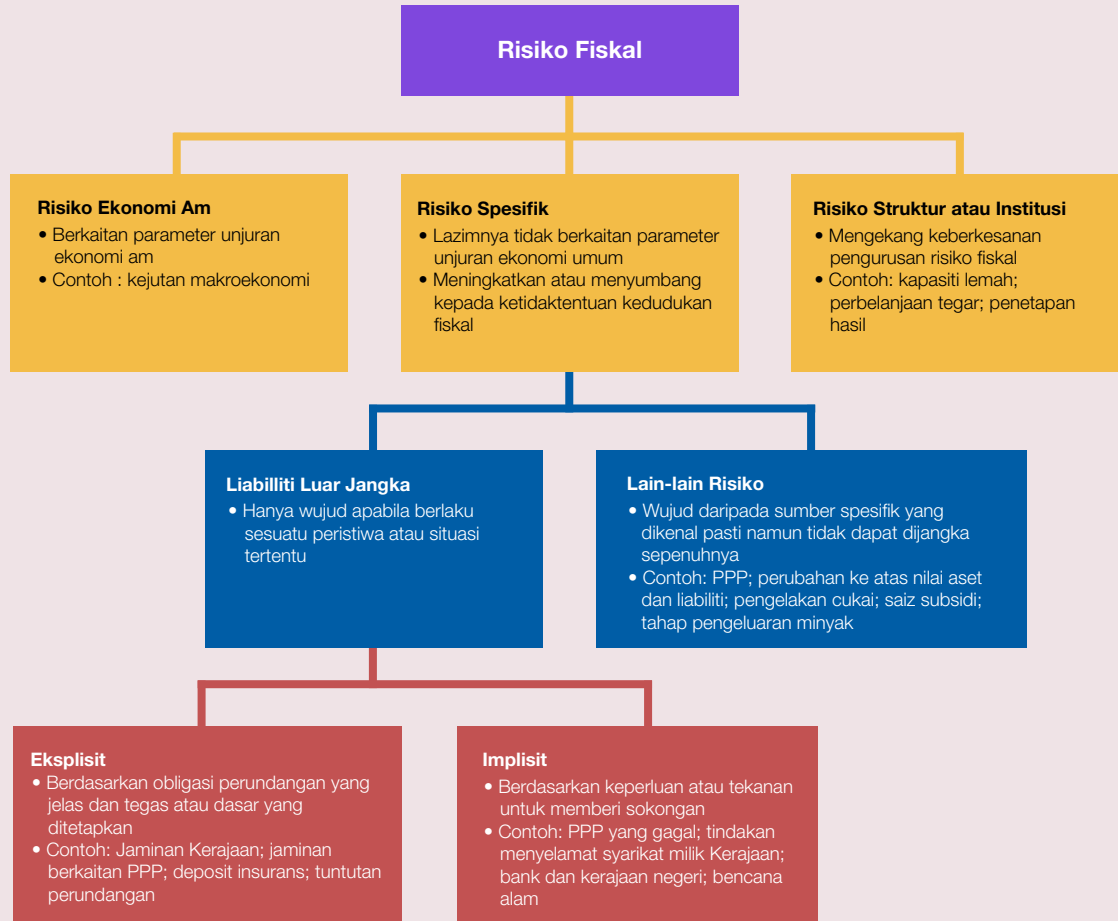 Risiko Fiskal
Risiko Ekonomi Am
• Berkaitan parameter unjuran
ekonomi am
• Contoh : kejutan makroekonomi
Risiko Spesifik
• Lazimnya tidak berkaitan parameter
unjuran ekonomi umum
• Meningkatkan atau menyumbang
kepada ketidaktentuan kedudukan
fiskal
Risiko Struktur atau Institusi
• Mengekang keberkesanan
pengurusan risiko fiskal
• Contoh: kapasiti lemah;
perbelanjaan tegar; penetapan
hasil
Liabilliti Luar Jangka
• Hanya wujud apabila berlaku
sesuatu peristiwa atau situasi
tertentu
Lain-lain Risiko
• Wujud daripada sumber spesifik yang
dikenal pasti namun tidak dapat dijangka
sepenuhnya
• Contoh: PPP; perubahan ke atas nilai aset
dan liabiliti; pengelakan cukai; saiz subsidi;
tahap pengeluaran minyak
Eksplisit
• Berdasarkan obligasi perundangan yang
jelas dan tegas atau dasar yang
ditetapkan
• Contoh: Jaminan Kerajaan; jaminan
berkaitan PPP; deposit insurans; tuntutan
perundangan
Implisit
• Berdasarkan keperluan atau tekanan
untuk memberi sokongan
• Contoh: PPP yang gagal; tindakan
menyelamat syarikat milik Kerajaan;
bank dan kerajaan negeri; bencana
alam